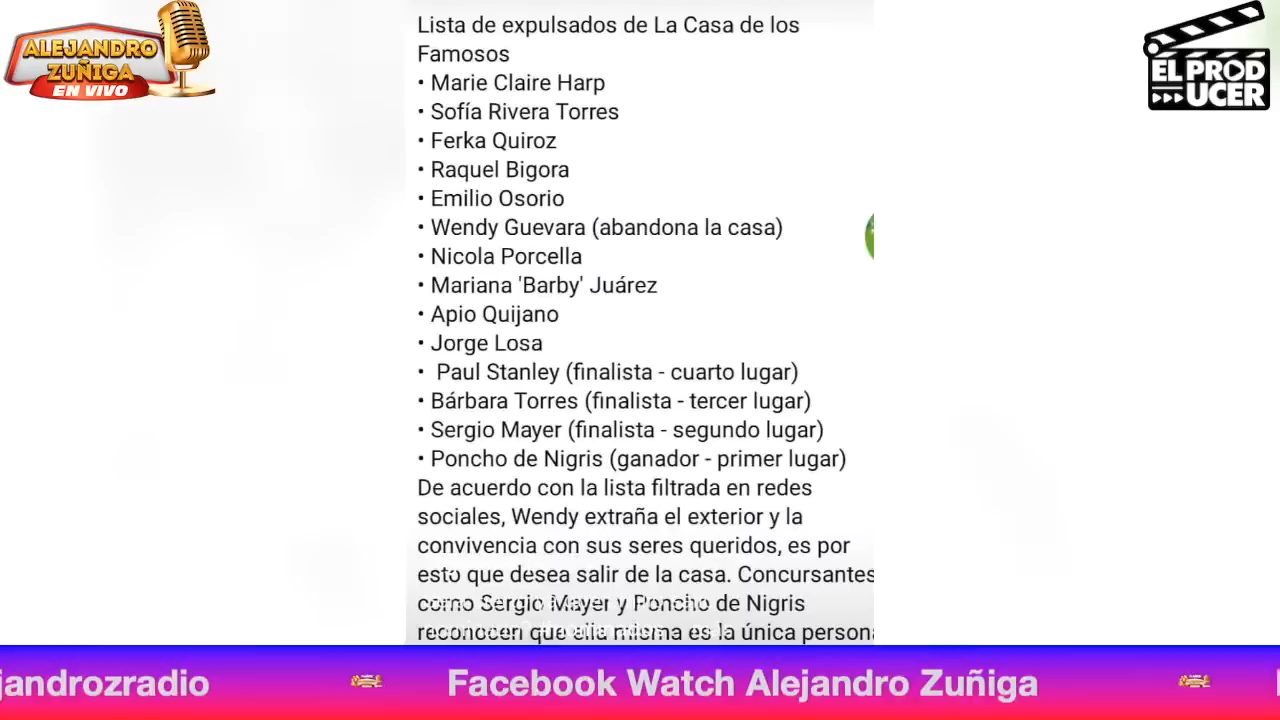 ALEJANDRO
ZUÑIGA
EN VIVO
EL PROD
UCER
Lista de expulsados de La Casa de los
Famosos
• Marie Claire Harp
• Sofía Rivera Torres
• Ferka Quiroz
• Raquel Bigora
• Emilio Osorio
• Wendy Guevara (abandona la casa)
• Nicola Porcella
• Mariana 'Barby' Juárez
• Apio Quijano
• Jorge Losa
• Paul Stanley (finalista - cuarto lugar)
• Bárbara Torres (finalista - tercer lugar)
• Sergio Mayer (finalista - segundo lugar)
• Poncho de Nigris (ganador - primer lugar)
De acuerdo con la lista filtrada en redes
sociales, Wendy extraña el exterior y la
convivencia con sus seres queridos, es por
esto que desea salir de la casa. Concursantes
como Sergio Mayer y Poncho de Nigris
reconocen que ella misma es la única person
jandrozradio Facebook Watch Alejandro Zuñiga